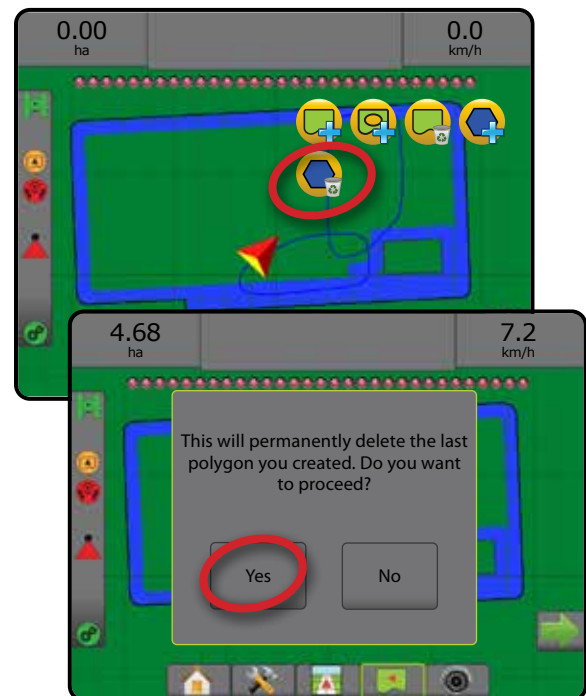 0.00
ha
0.0
km/h
4.68
ha
7.2
km/h
This will permanently delete the last
polygon you created. Do you want
to proceed?
Yes
No